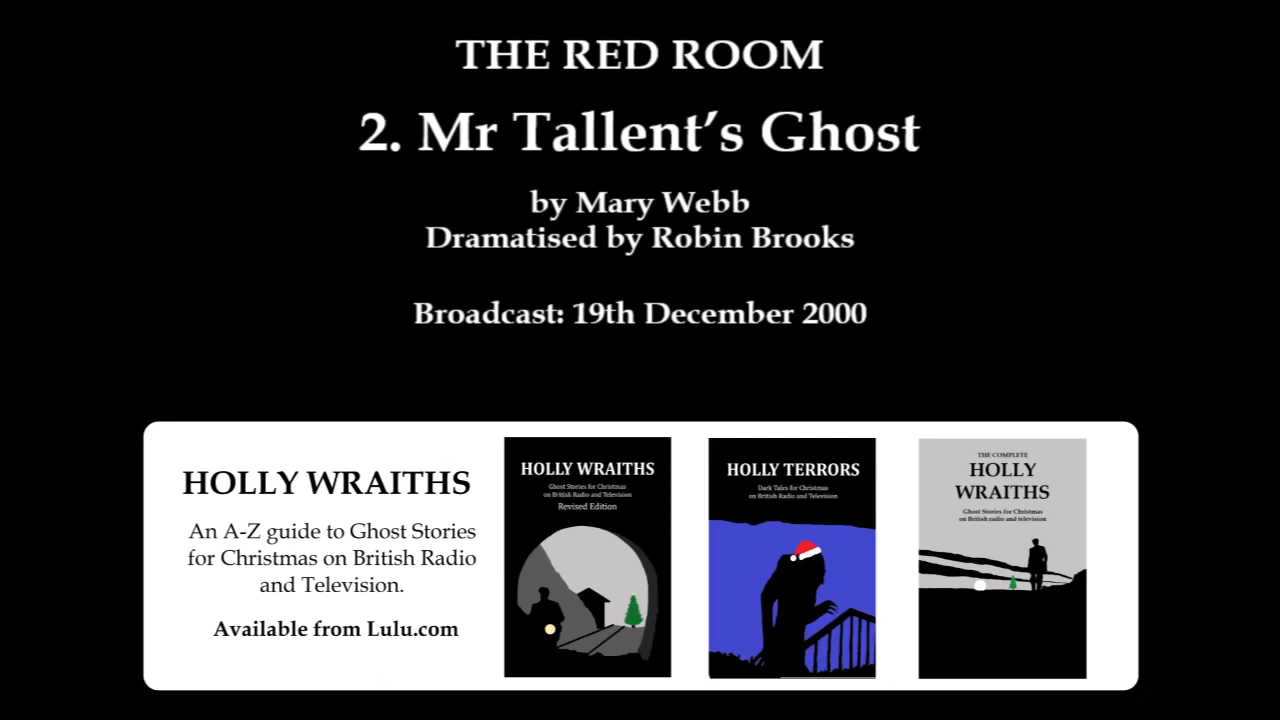 THE RED ROOM
2. Mr Tallent’s Ghost
by Mary Webb
Dramatised by Robin Brooks
Broadcast: 19th December 2000
HOLLY WRAITHS
An A-Z guide to Ghost Stories
for Christmas on British Radio
and Television.
Available from Lulu.com
HOLLY WRAITHS
Ghost Stories for Christmas
on British Radio and Television
Revised Edition
HOLLY TERRORS
Dark Tales for Christmas
on British Radio and Television
THE COMPLETE
HOLLY
WRAITHS
Ghost Stories for Christmas
on British radio and television